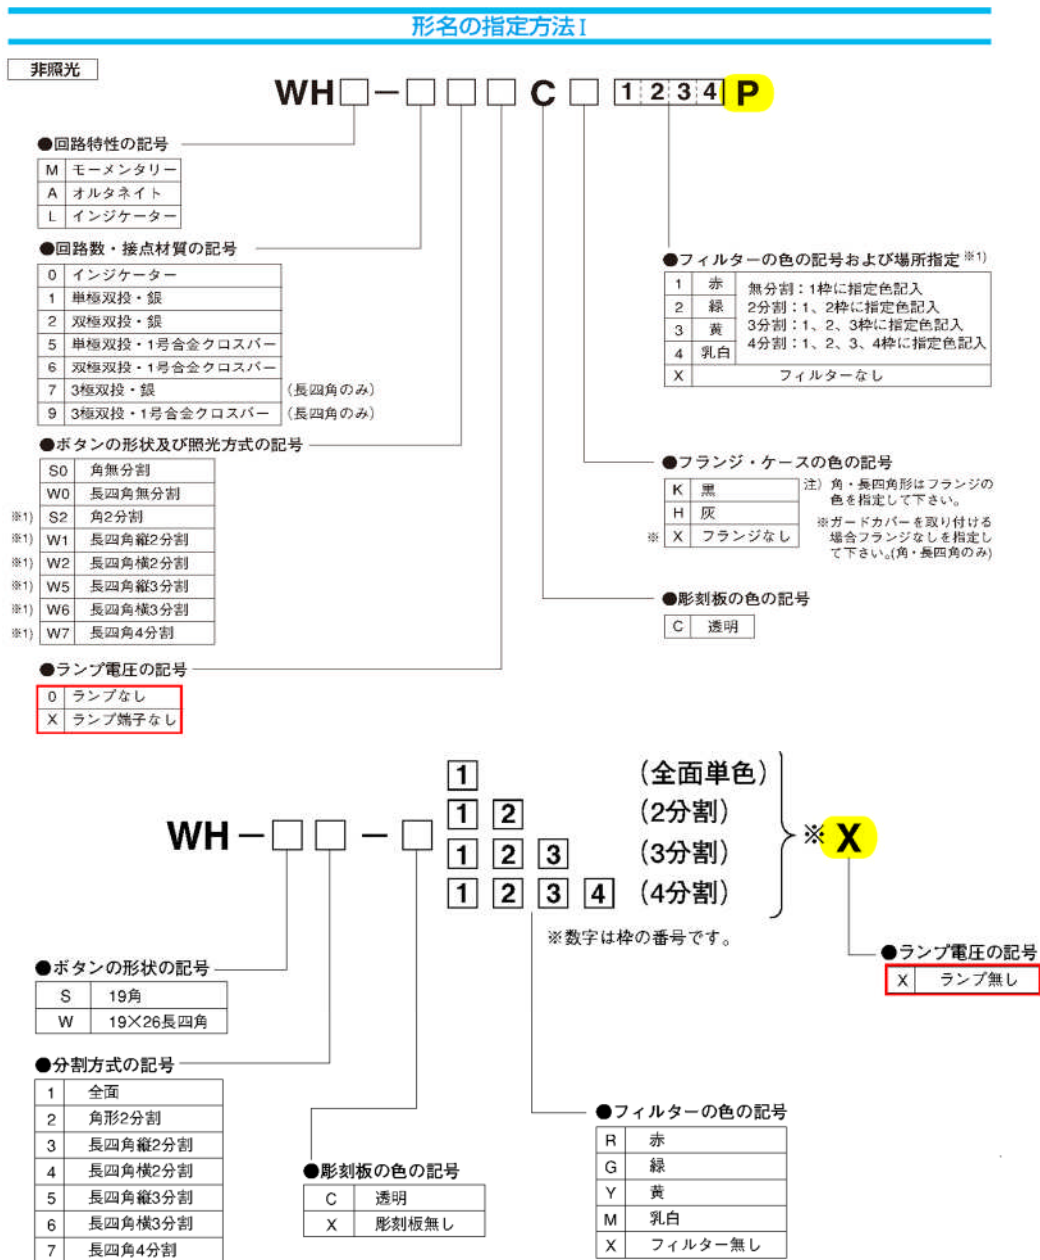 形名の指定方法I
非照光
WH□-□□□C□ 1 2 3 4 P
●回路特性の記号
M モーメンタリー
A オルタネイト
L インジケーター
●回路数・接点材質の記号
0 インジケーター
1 単極双投・銀
2 双極双投・銀
5 単極双投・1号合金クロスバー
6 双極双投・1号合金クロスバー
7 3極双投・銀 (長四角のみ)
9 3極双投・1号合金クロスバー (長四角のみ)
●ボタンの形状及び照光方式の記号
S0 角無分割
W0 長四角無分割
※1) S2 角2分割
※1) W1 長四角縦2分割
※1) W2 長四角横2分割
※1) W5 長四角縦3分割
※1) W6 長四角横3分割
※1) W7 長四角4分割
●ランプ電圧の記号
0 ランプなし
X ランプ端子なし
●フィルターの色の記号および場所指定※1)
1 赤
2 緑
3 黄
4 乳白
無分割：1枠に指定色記入
2分割：1、2枠に指定色記入
3分割：1、2、3枠に指定色記入
4分割：1、2、3、4枠に指定色記入
X フィルターなし
●フランジ・ケースの色の記号
K 黒
H 灰
※ X フランジなし
注）角・長四角形はフランジの
色を指定して下さい。
※ガードカバーを取り付ける
場合フランジなしを指定し
て下さい。(角・長四角のみ)
●彫刻板の色の記号
C 透明
WH-□□-□
1 (全面単色)
1 2 (2分割)
1 2 3 (3分割)
1 2 3 4 (4分割)
※ X
※数字は枠の番号です。
●ランプ電圧の記号
X ランプ無し
●ボタンの形状の記号
S 19角
W 19×26長四角
●分割方式の記号
1 全面
2 角形2分割
3 長四角縦2分割
4 長四角横2分割
5 長四角縦3分割
6 長四角横3分割
7 長四角4分割
●彫刻板の色の記号
C 透明
X 彫刻板無し
●フィルターの色の記号
R 赤
G 緑
Y 黄
M 乳白
X フィルター無し